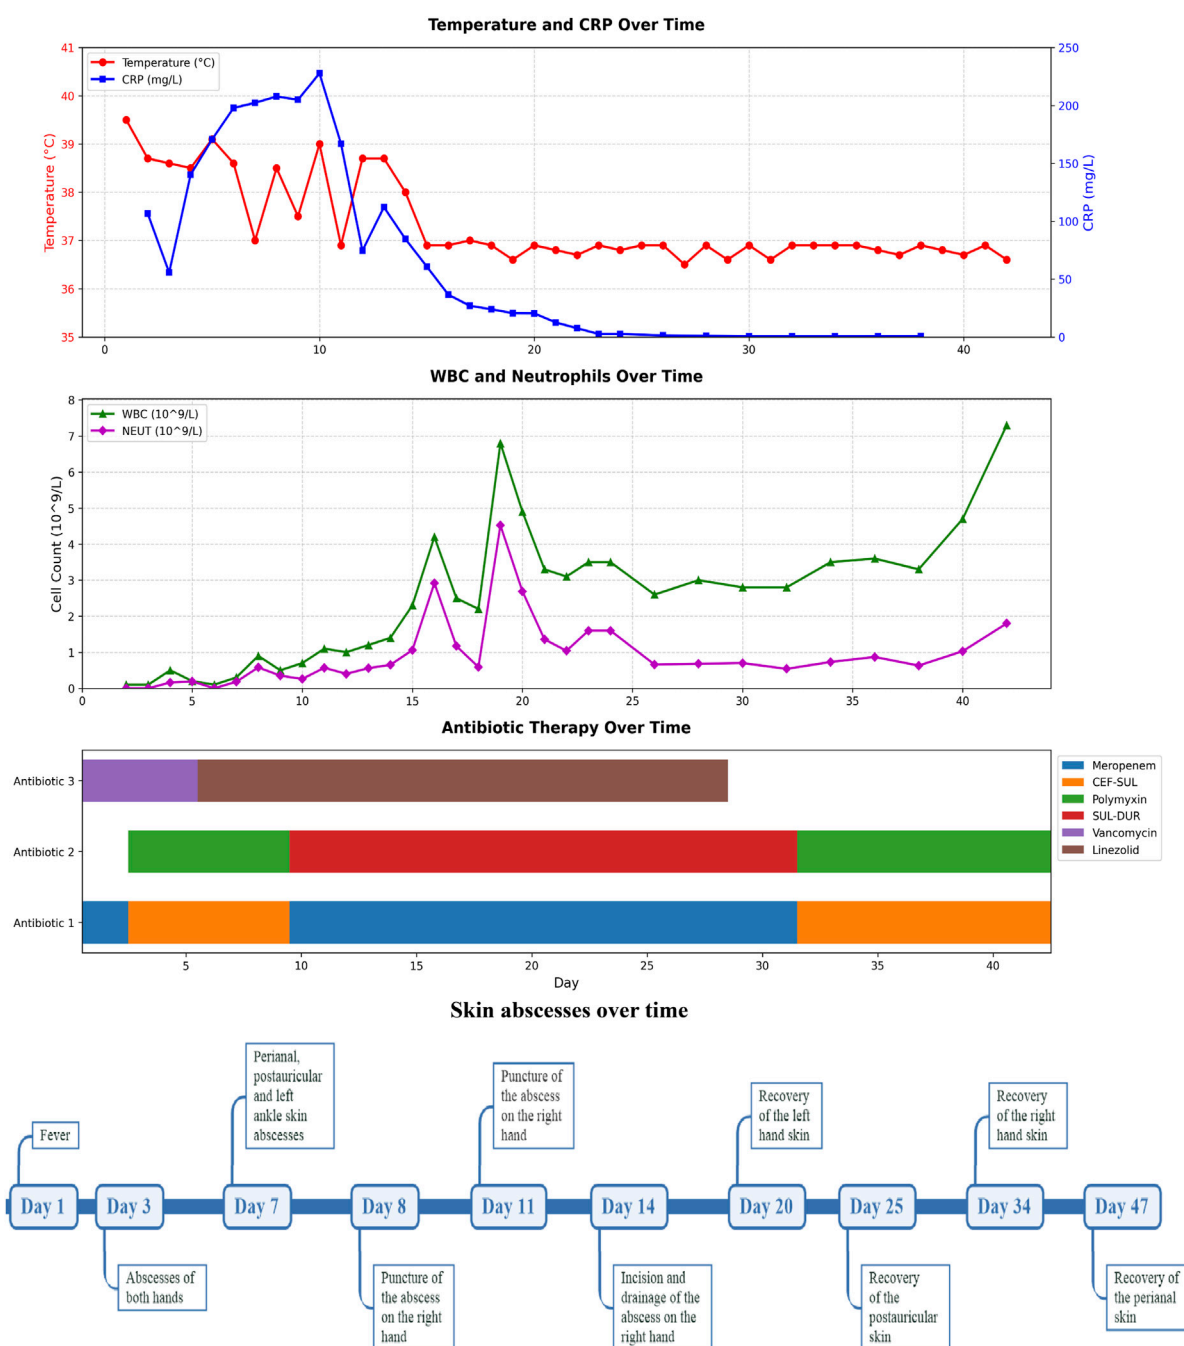 Temperature and CRP Over Time
Temperature (°C)
CRP (mg/L)
41
40
39
38
37
36
35
Temperature (°C)
250
200
150
100
50
0
CRP (mg/L)
0 10 20 30 40
WBC and Neutrophils Over Time
WBC (10^9/L)
NEUT (10^9/L)
8
7
6
5
4
3
2
1
0
Cell Count (10^9/L)
0 5 10 15 20 25 30 35 40
Antibiotic Therapy Over Time
Antibiotic 3
Antibiotic 2
Antibiotic 1
Meropenem
CEF-SUL
Polymyxin
SUL-DUR
Vancomycin
Linezolid
5 10 15 20 25 30 35 40
Day
Skin abscesses over time
Fever
Perianal,
postauricular
and left
ankle skin
abscesses
Puncture of
the abscess
on the right
hand
Recovery
of the left
hand skin
Recovery
of the right
hand skin
Day 1 Day 3 Day 7 Day 8 Day 11 Day 14 Day 20 Day 25 Day 34 Day 47
Abscesses of
both hands
Puncture of
the abscess
on the right
hand
Incision and
drainage of the
abscess on the
right hand
Recovery
of the
postauricular
skin
Recovery of
the perianal
skin